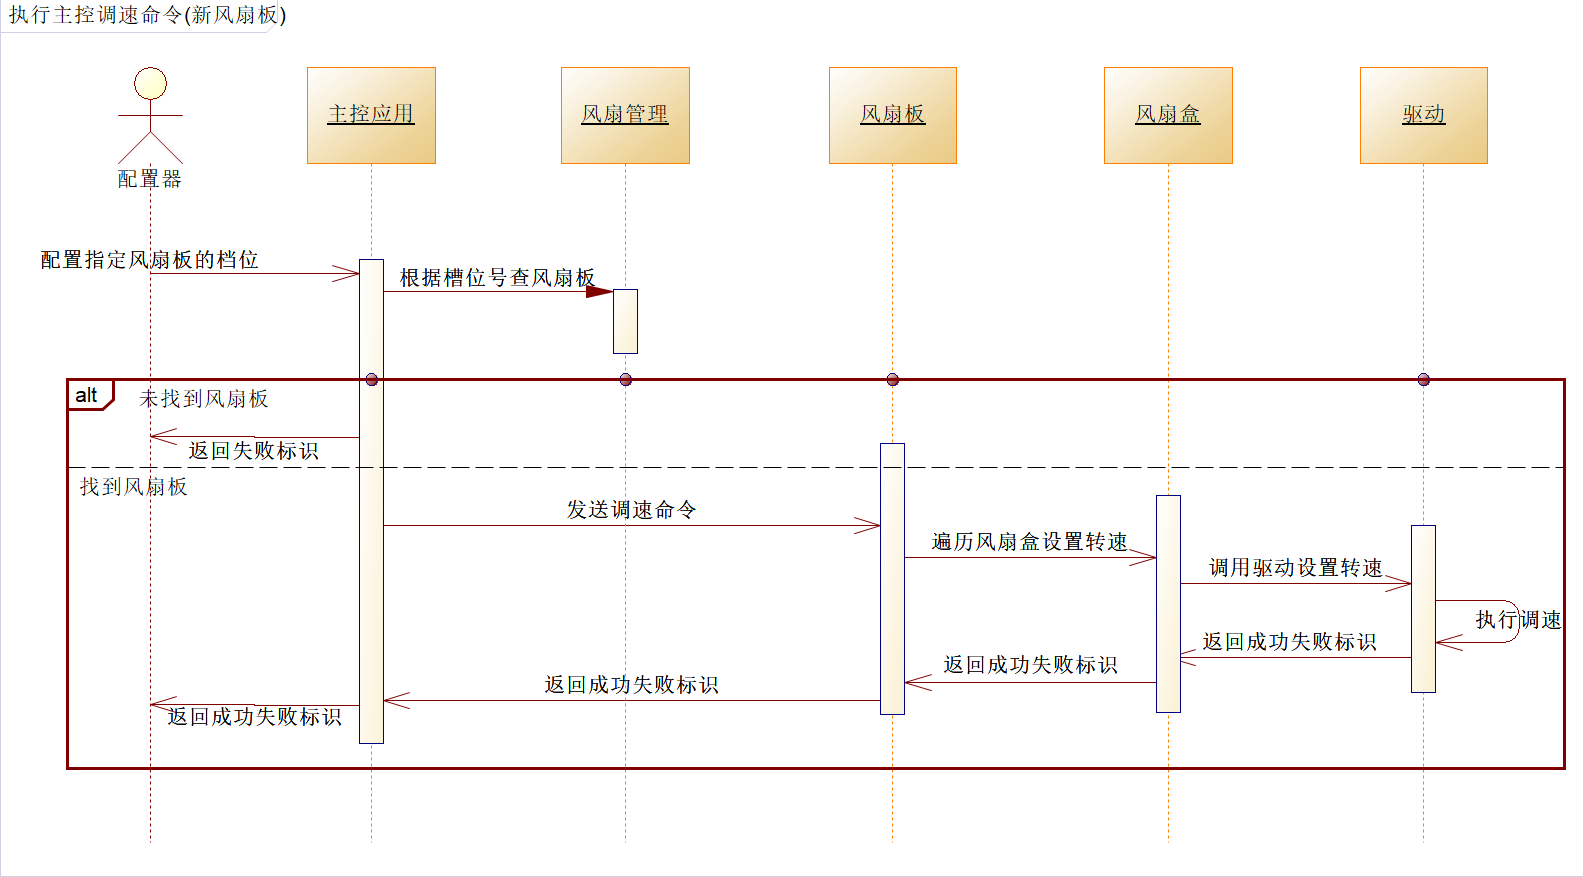 执行主控调速命令(新风扇板)
主控应用
风扇管理
风扇板
风扇盒
驱动
配置器
配置指定风扇板的档位
根据槽位号查风扇板
alt
未找到风扇板
返回失败标识
找到风扇板
发送调速命令
遍历风扇盒设置转速
调用驱动设置转速
执行调速
返回成功失败标识
返回成功失败标识
返回成功失败标识
返回成功失败标识